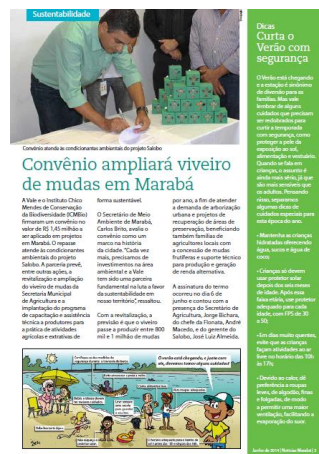 Sustentabilidade
Convênio atenda às condicionantes ambientais do projeto Salobo
Convênio ampliará viveiro
de mudas em Marabá
A Vale e o Instituto Chico
Mendes de Conservação
da Biodiversidade (ICMBio)
firmaram um convênio no
valor de R$ 1,45 milhão a
ser aplicado em projetos
em Marabá. O repasse
atende às condicionantes
ambientais do projeto
Salobo. A parceria prevê,
entre outras ações, a
revitalização e ampliação
do viveiro de mudas da
Secretaria Municipal
de Agricultura e a
implantação do programa
de capacitação e assistência
técnica a produtores para
a prática de atividades
agrícolas e extrativas de
forma sustentável.
O Secretário de Meio
Ambiente de Marabá,
Carlos Brito, avalia o
convênio como um
marco na história
da cidade. "Cada vez
mais, precisamos de
investimentos na área
ambiental e a Vale
tem sido uma parceira
fundamental na luta a favor
da sustentabilidade em
nosso território", ressaltou.
Com a revitalização, a
previsão é que o viveiro
passe a produzir entre 800
mil e 1 milhão de mudas
por ano, a fim de atender
a demanda de arborização
urbana e projetos de
recuperação de áreas de
preservação, beneficiando
também famílias de
agricultores locais com
a concessão de mudas
frutíferas e suporte técnico
para produção e geração
de renda alternativa.
A assinatura do termo
ocorreu no dia 6 de
junho e contou com a
presença do Secretário de
Agricultura, Jorge Bichara,
do chefe da Flonata, André
Macedo, e do gerente do
Salobo, José Luiz Almeida.
Dicas
Curta o
Verão com
segurança
O Verão está chegando
e a estação é sinônimo
de diversão para as
famílias. Mas vale
lembrar de alguns
cuidados que precisam
ser redobrados para
curtir a temporada
com segurança, como
proteger a pele da
exposição ao sol,
alimentação e vestuário.
Quando se fala em
crianças, o assunto é
ainda mais sério, já que
são mais sensíveis que
os adultos. Pensando
nisso, separamos
algumas dicas de
cuidados especiais para
esta época do ano.
- Mantenha as crianças
hidratadas oferecendo
água, sucos e água de
coco;
- Crianças só devem
usar protetor solar
depois dos seis meses
de idade. Após essa
faixa etária, use protetor
adequado para cada
idade, com FPS de 30
a 50;
- Em dias muito quentes,
evite que as crianças
façam atividades ao ar
livre no horário das 10h
às 17h;
- Devido ao calor, dê
preferência a roupas
leves, de algodão, finas
e folgadas, de modo
a permitir uma maior
ventilação, facilitando a
evaporação do suor.
Junho de 2014 | Notícias Marabá | 3